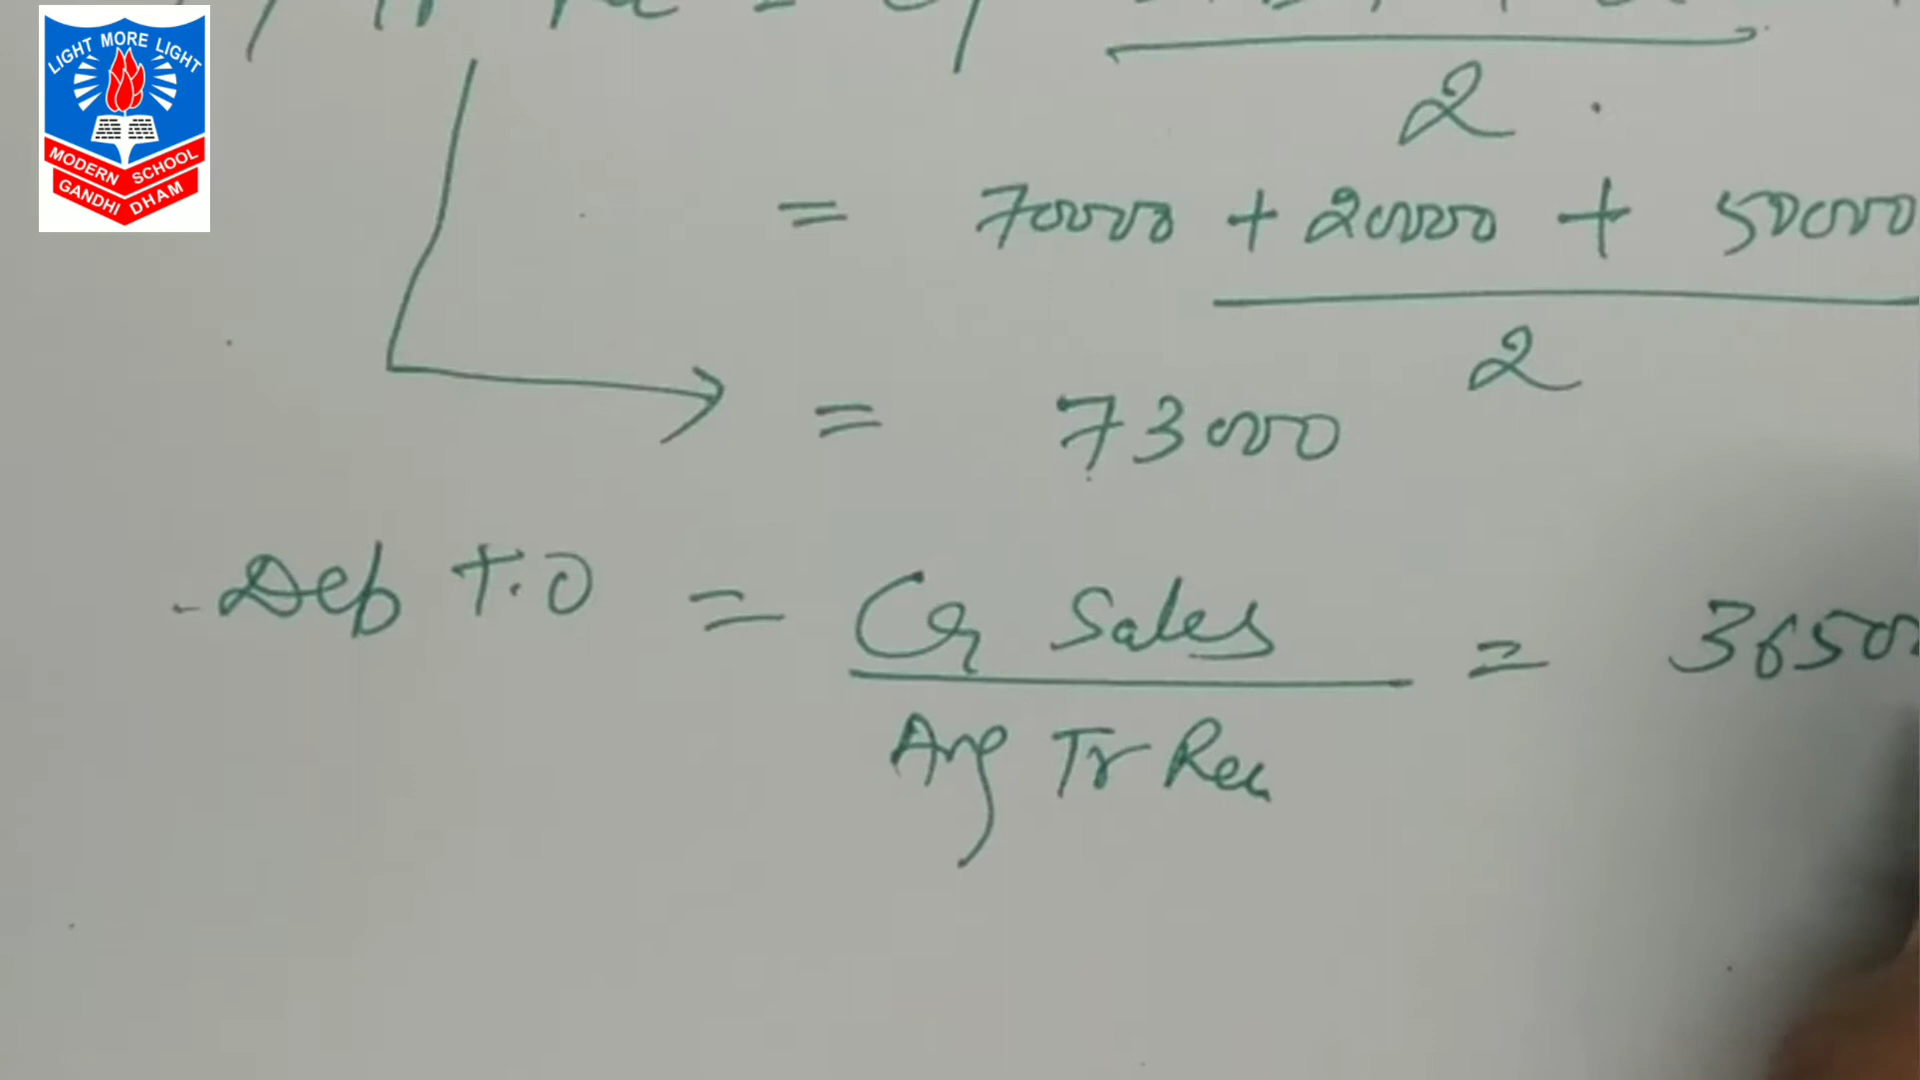 LIGHT MORE LIGHT
MODERN SCHOOL
GANDHI DHAM
2
= 70000 + 20000 + 50000
2
= 73000
Deb T.O = Cr Sales = 3650
Avg Tr Rec